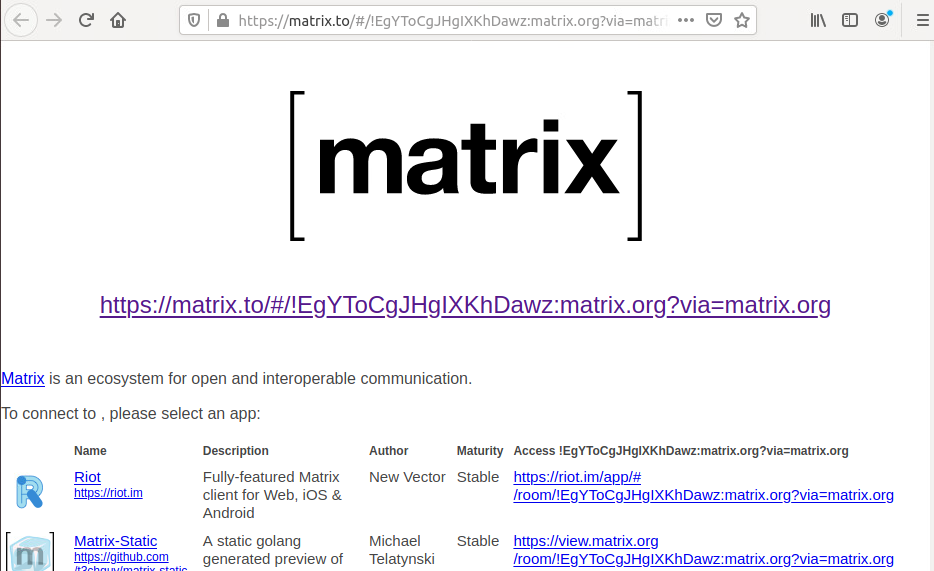 https://matrix.to/#/!EgYToCgJHgIXKhDawz:matrix.org?via=matri
[matrix]
https://matrix.to/#/!EgYToCgJHgIXKhDawz:matrix.org?via=matrix.org
Matrix is an ecosystem for open and interoperable communication.
To connect to , please select an app:
Name Description Author Maturity Access !EgYToCgJHgIXKhDawz:matrix.org?via=matrix.org
Riot Fully-featured Matrix New Vector Stable https://riot.im/app/#
https://riot.im client for Web, iOS & /room/!EgYToCgJHgIXKhDawz:matrix.org?via=matrix.org
Android
[m] Matrix-Static A static golang Michael Stable https://view.matrix.org
https://github.com generated preview of Telatynski /room/!EgYToCgJHgIXKhDawz:matrix.org?via=matrix.org
/t3chguy/matrix-static